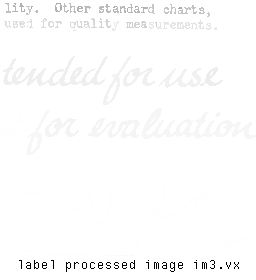 lity. Other standard charts,
used for quality measurements.
tended for use
for evaluation
label processed image im3.vx